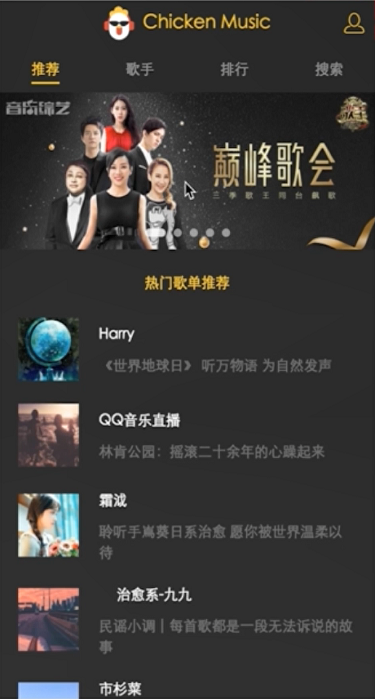 Chicken Music
推荐 歌手 排行 搜索
音综艺
巅峰歌会
三季歌王同台飙歌
歌王
热门歌单推荐
Harry
《世界地球日》 听万物语 为自然发声
QQ音乐直播
林肯公园：摇滚二十余年的心躁起来
霜泧
聆听手嶌葵日系治愈 愿你被世界温柔以
待
治愈系-九九
民谣小调丨每首歌都是一段无法诉说的故
事
市杉菜